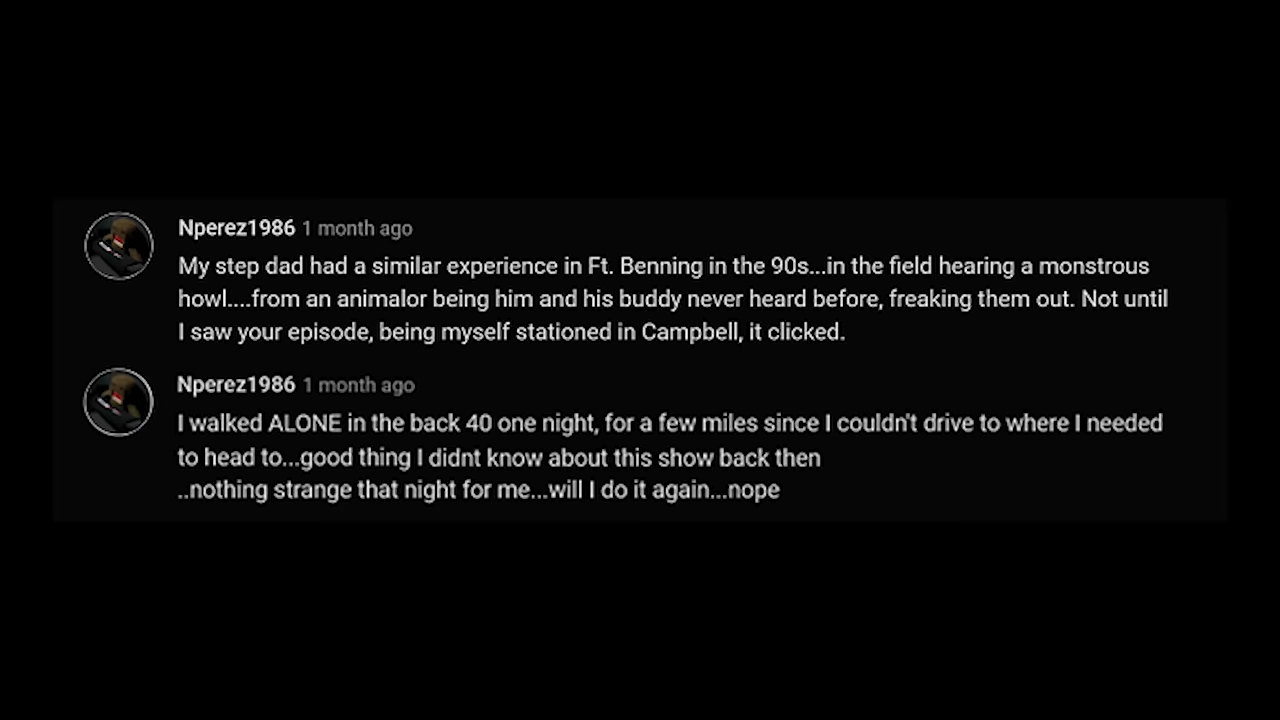 Nperez1986 1 month ago
My step dad had a similar experience in Ft. Benning in the 90s...in the field hearing a monstrous
howl....from an animalor being him and his buddy never heard before, freaking them out. Not until
I saw your episode, being myself stationed in Campbell, it clicked.
Nperez1986 1 month ago
I walked ALONE in the back 40 one night, for a few miles since I couldn't drive to where I needed
to head to...good thing I didnt know about this show back then
..nothing strange that night for me...will I do it again...nope